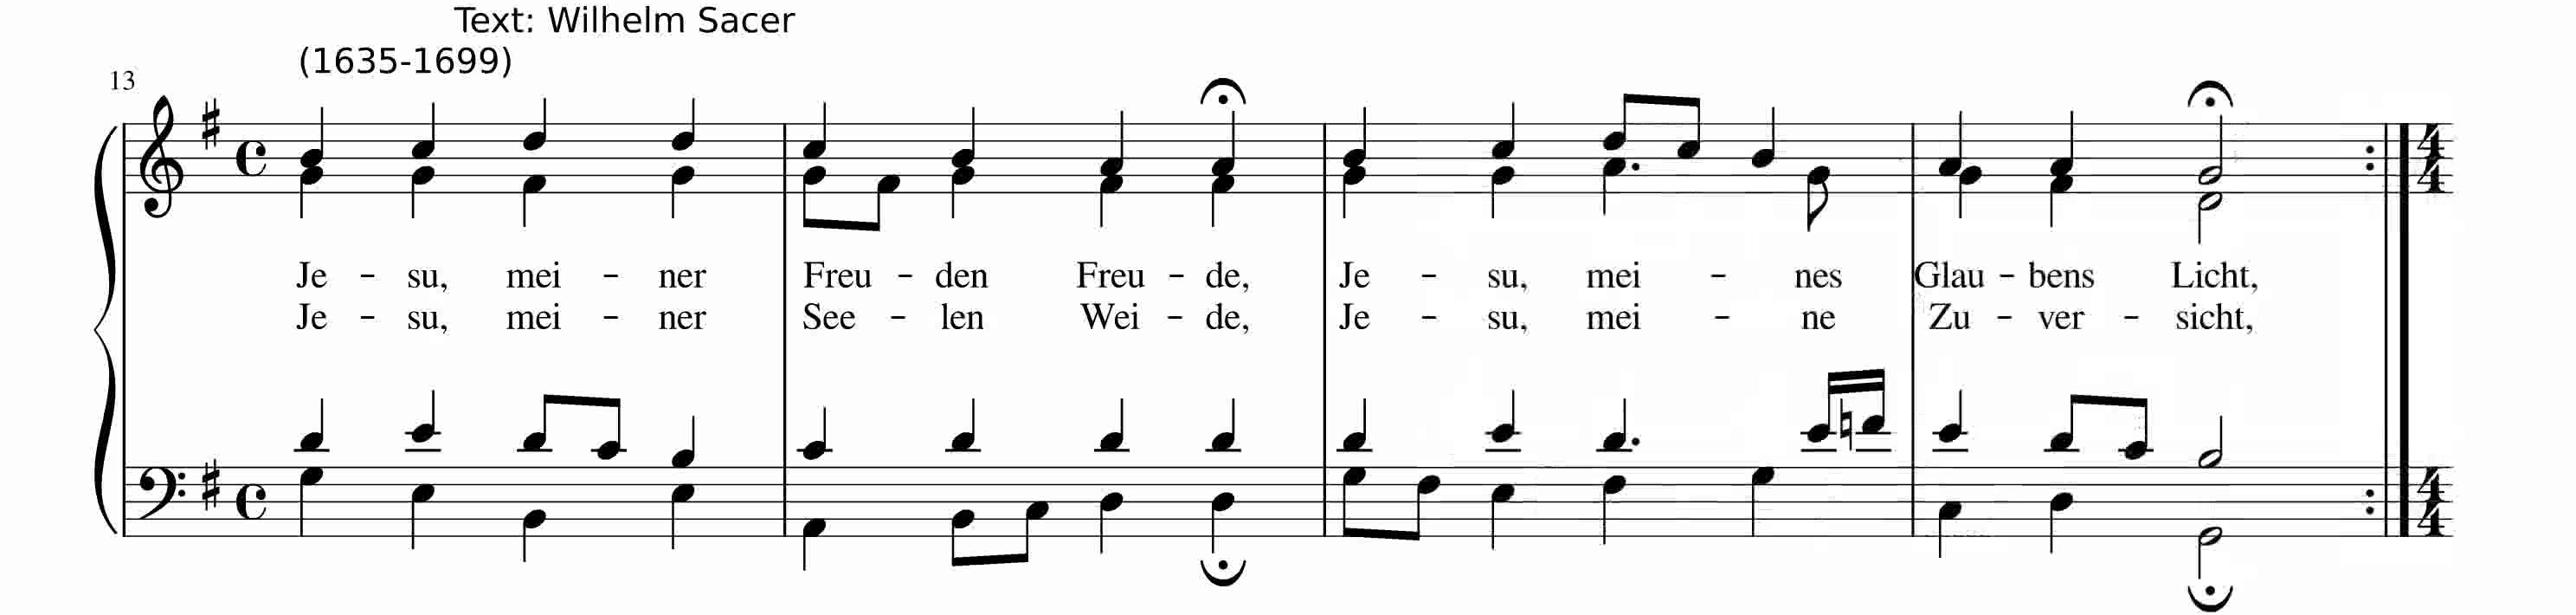 Text: Wilhelm Sacer
(1635-1699)
13
Je - su, mei - ner Freu - den Freu - de, Je - su, mei - nes Glau - bens Licht,
Je - su, mei - ner See - len Wei - de, Je - su, mei - ne Zu - ver - sicht,